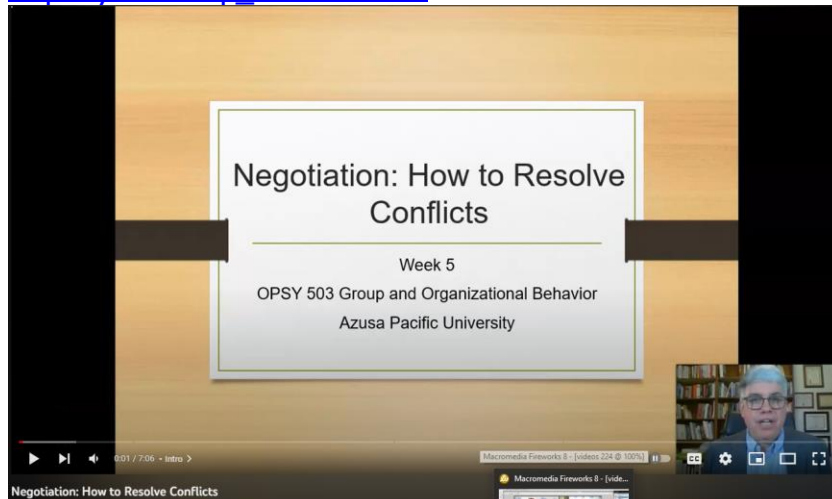 Negotiation: How to Resolve
Conflicts
Week 5
OPSY 503 Group and Organizational Behavior
Azusa Pacific University
0:01 / 7:06 • Intro >
Macromedia Fireworks 8 - [videos 224 @ 100%]
CC
Negotiation: How to Resolve Conflicts
Macromedia Fireworks 8 - [vide...